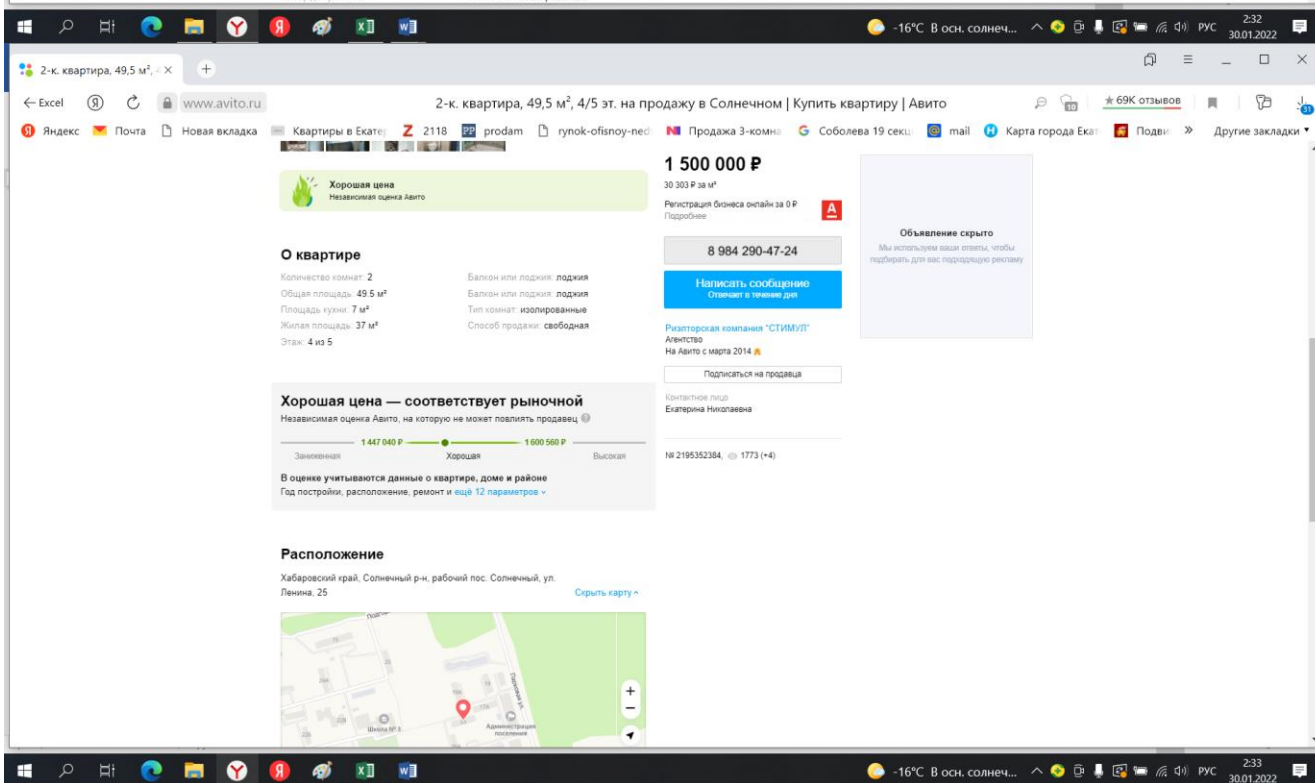 -16°C В осн. солнеч... РУС 2:32
30.01.2022
2-к. квартира, 49,5 м²,
← Excel www.avito.ru 2-к. квартира, 49,5 м², 4/5 эт. на продажу в Солнечном | Купить квартиру | Авито 10 ★ 69K отзывов 31
Яндекс Почта Новая вкладка Квартиры в Екате 2118 prodam rynok-ofisnoy-ned Продажа 3-комна Соболева 19 секц mail Карта города Екат Подви » Другие закладки
1 500 000 ₽
30 303 ₽ за м²
Хорошая цена
Независимая оценка Авито
Регистрация бизнеса онлайн за 0 ₽
Подробнее
А
8 984 290-47-24
Написать сообщение
Отвечает в течение дня
Объявление скрыто
Мы используем ваши ответы, чтобы
подбирать для вас подходящую рекламу
О квартире
Количество комнат: 2
Общая площадь: 49.5 м²
Площадь кухни: 7 м²
Жилая площадь: 37 м²
Этаж: 4 из 5
Балкон или лоджия: лоджия
Балкон или лоджия: лоджия
Тип комнат: изолированные
Способ продажи: свободная
Риэлторская компания "СТИМУЛ"
Агентство
На Авито с марта 2014
Подписаться на продавца
Контактное лицо
Екатерина Николаевна
№ 2195352384, 1773 (+4)
Хорошая цена — соответствует рыночной
Независимая оценка Авито, на которую не может повлиять продавец
1 447 040 ₽ 1 600 560 ₽
Заниженная Хорошая Высокая
В оценке учитываются данные о квартире, доме и районе
Год постройки, расположение, ремонт и ещё 12 параметров
Расположение
Хабаровский край, Солнечный р-н, рабочий пос. Солнечный, ул.
Ленина, 25
Скрыть карту
Парковая ул.
Школа № 3
Администрация
поселения
-16°C В осн. солнеч... РУС 2:33
30.01.2022